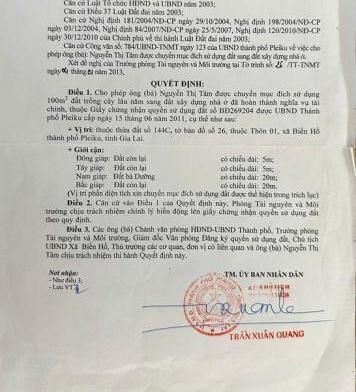 Căn cứ Luật Tổ chức HĐND và UBND năm 2003;
Căn cứ Luật Đất đai năm 2003;
Căn cứ Nghị định 181/2004/NĐ-CP ngày 29/10/2004, Nghị định 198/2004/NĐ-CP
ngày 03/12/2004, Nghị định 84/2007/NĐ-CP ngày 25/5/2007, Nghị định 120/2010/NĐ-CP
ngày 30/12/2010 của Chính phủ về thi hành Luật Đất đai năm 2003;
Căn cứ Công văn số: 784/UBND-TNMT ngày 123 của UBND thành phố Pleiku về việc cho
phép ông (bà): Nguyễn Thị Tâm được chuyển mục đích sử dụng đất sang đất xây dựng nhà ở.
Xét đề nghị của Trưởng phòng Tài nguyên và Môi trường tại Tờ trình số: /TT-TNMT
ngày tháng năm 2013,
QUYẾT ĐỊNH:
Điều 1. Cho phép ông (bà) Nguyễn Thị Tâm được chuyển mục đích sử dụng
100m² đất trồng cây lâu năm sang đất xây dựng nhà ở đã hoàn thành nghĩa vụ tài
chính, thuộc Giấy chứng nhận quyền sử dụng đất số BD269204 được UBND Thành
phố Pleiku cấp ngày 15 tháng 06 năm 2011, cụ thể như sau:
+ Vị trí: thuộc thửa đất số 144C, tờ bản đồ số 26, thuộc Thôn 01, Xã Biển Hồ
thành phố Pleiku, tỉnh Gia Lai.
+ Giới cận:
Đông giáp: Đất còn lại có chiều dài: 5m;
Tây giáp: Đất còn lại có chiều dài: 5m;
Nam giáp: Đất bà Dưỡng có chiều dài: 20m;
Bắc giáp: Đất còn lại có chiều dài: 20m.
(Vị trí phần diện tích xin chuyển mục đích sử dụng đất được thể hiện trong trích lục)
Điều 2. Căn cứ vào Điều 1 của Quyết định này, Phòng Tài nguyên và Môi
trường chịu trách nhiệm chỉnh lý biến động lên giấy chứng nhận quyền sử dụng đất
theo quy định.
Điều 3. Các ông (bà) Chánh văn phòng HĐND-UBND Thành phố, Trưởng phòng
Tài nguyên và Môi trường, Giám đốc Văn phòng Đăng ký quyền sử dụng đất, Chủ tịch
UBND Xã Biển Hồ, Thủ trưởng các cơ quan, đơn vị có liên quan và ông (bà) Nguyễn Thị
Tâm chịu trách nhiệm thi hành Quyết định này.
Nơi nhận: TM. ỦY BAN NHÂN DÂN
- Như điều 3;
- Lưu VT.
TRẦN XUÂN QUANG